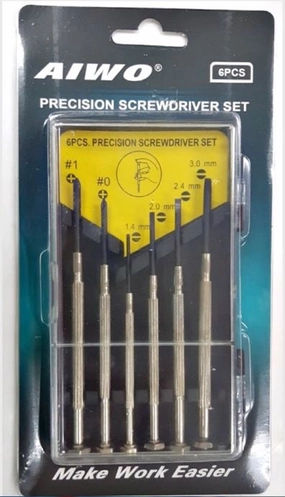 AIWO®
6PCS
PRECISION SCREWDRIVER SET
6PCS. PRECISION SCREWDRIVER SET
#1
#0
3.0 mm
2.4 mm
2.0 mm
1.4 mm
Make Work Easier